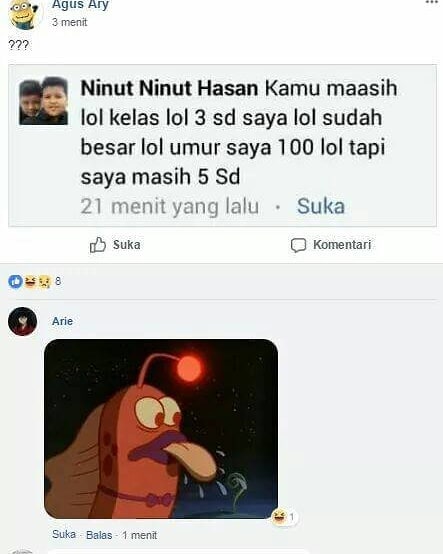 Agus Ary
3 menit
???
Ninut Ninut Hasan Kamu maasih
lol kelas lol 3 sd saya lol sudah
besar lol umur saya 100 lol tapi
saya masih 5 Sd
21 menit yang lalu · Suka
Suka Komentari
8
Arie
1
Suka · Balas · 1 menit